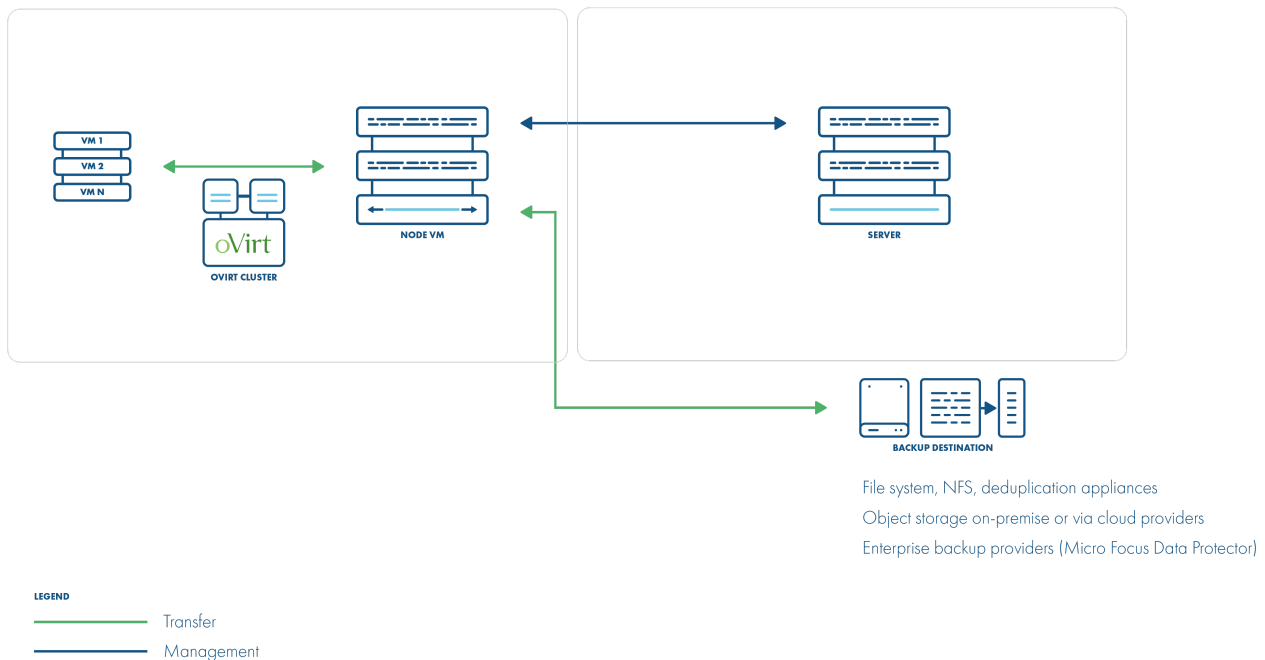 VM 1
VM 2
VM N
oVirt
OVIRT CLUSTER
NODE VM
SERVER
BACKUP DESTINATION
File system, NFS, deduplication appliances
Object storage on-premise or via cloud providers
Enterprise backup providers (Micro Focus Data Protector)
LEGEND
Transfer
Management